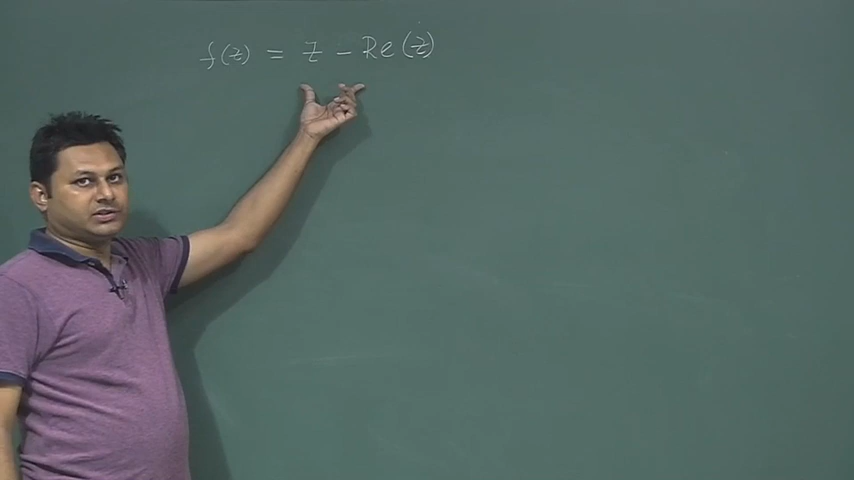 f(z) = z - Re(z)